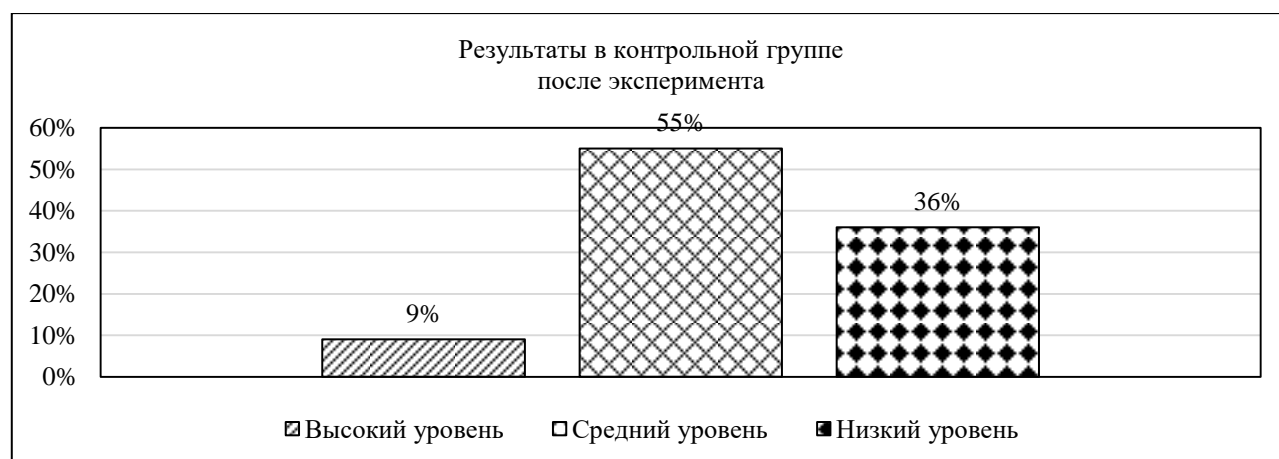 Результаты в контрольной группе
после эксперимента
60%
50%
40%
30%
20%
10%
0%
9%
55%
36%
Высокий уровень
Средний уровень
Низкий уровень